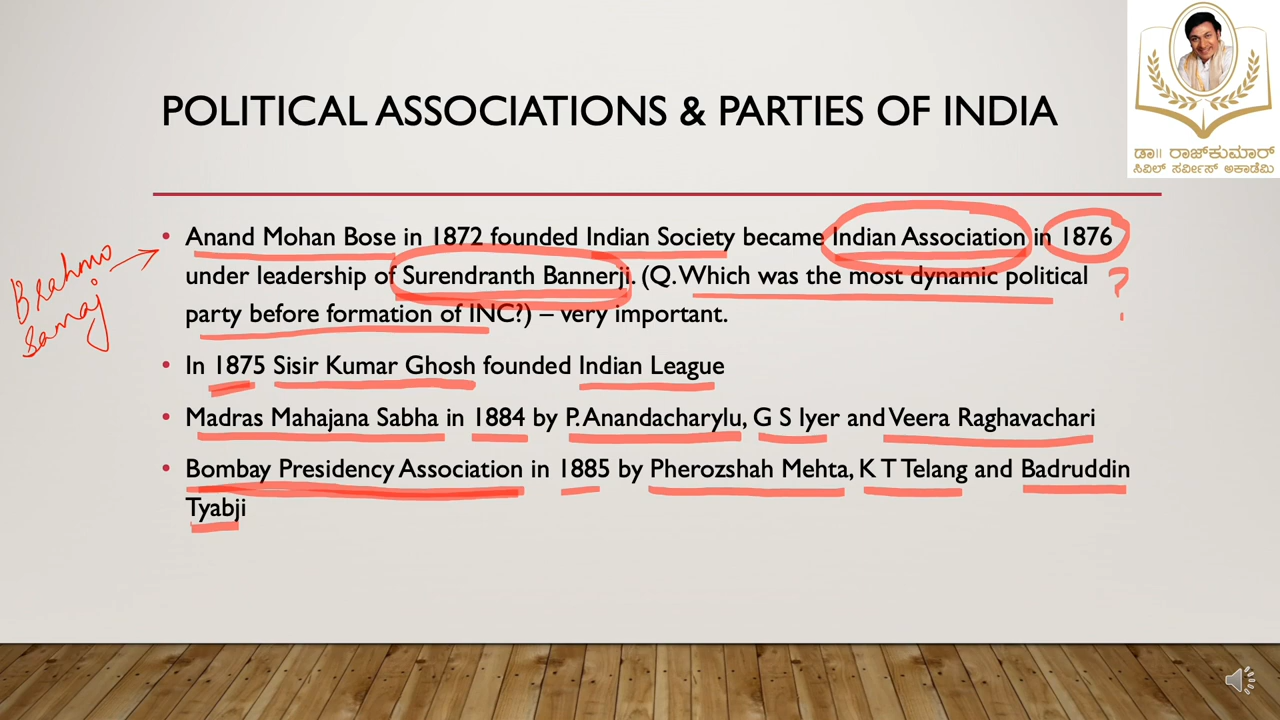 POLITICAL ASSOCIATIONS & PARTIES OF INDIA
ಡಾ|| ರಾಜ್‌ಕುಮಾರ್
ಸಿವಿಲ್ ಸರ್ವೀಸ್ ಅಕಾಡೆಮಿ
Brahmo
Samaj
• Anand Mohan Bose in 1872 founded Indian Society became Indian Association in 1876
under leadership of Surendranth Bannerji. (Q. Which was the most dynamic political ?
party before formation of INC?) – very important.
• In 1875 Sisir Kumar Ghosh founded Indian League
• Madras Mahajana Sabha in 1884 by P. Anandacharylu, G S Iyer and Veera Raghavachari
• Bombay Presidency Association in 1885 by Pherozshah Mehta, K T Telang and Badruddin
Tyabji